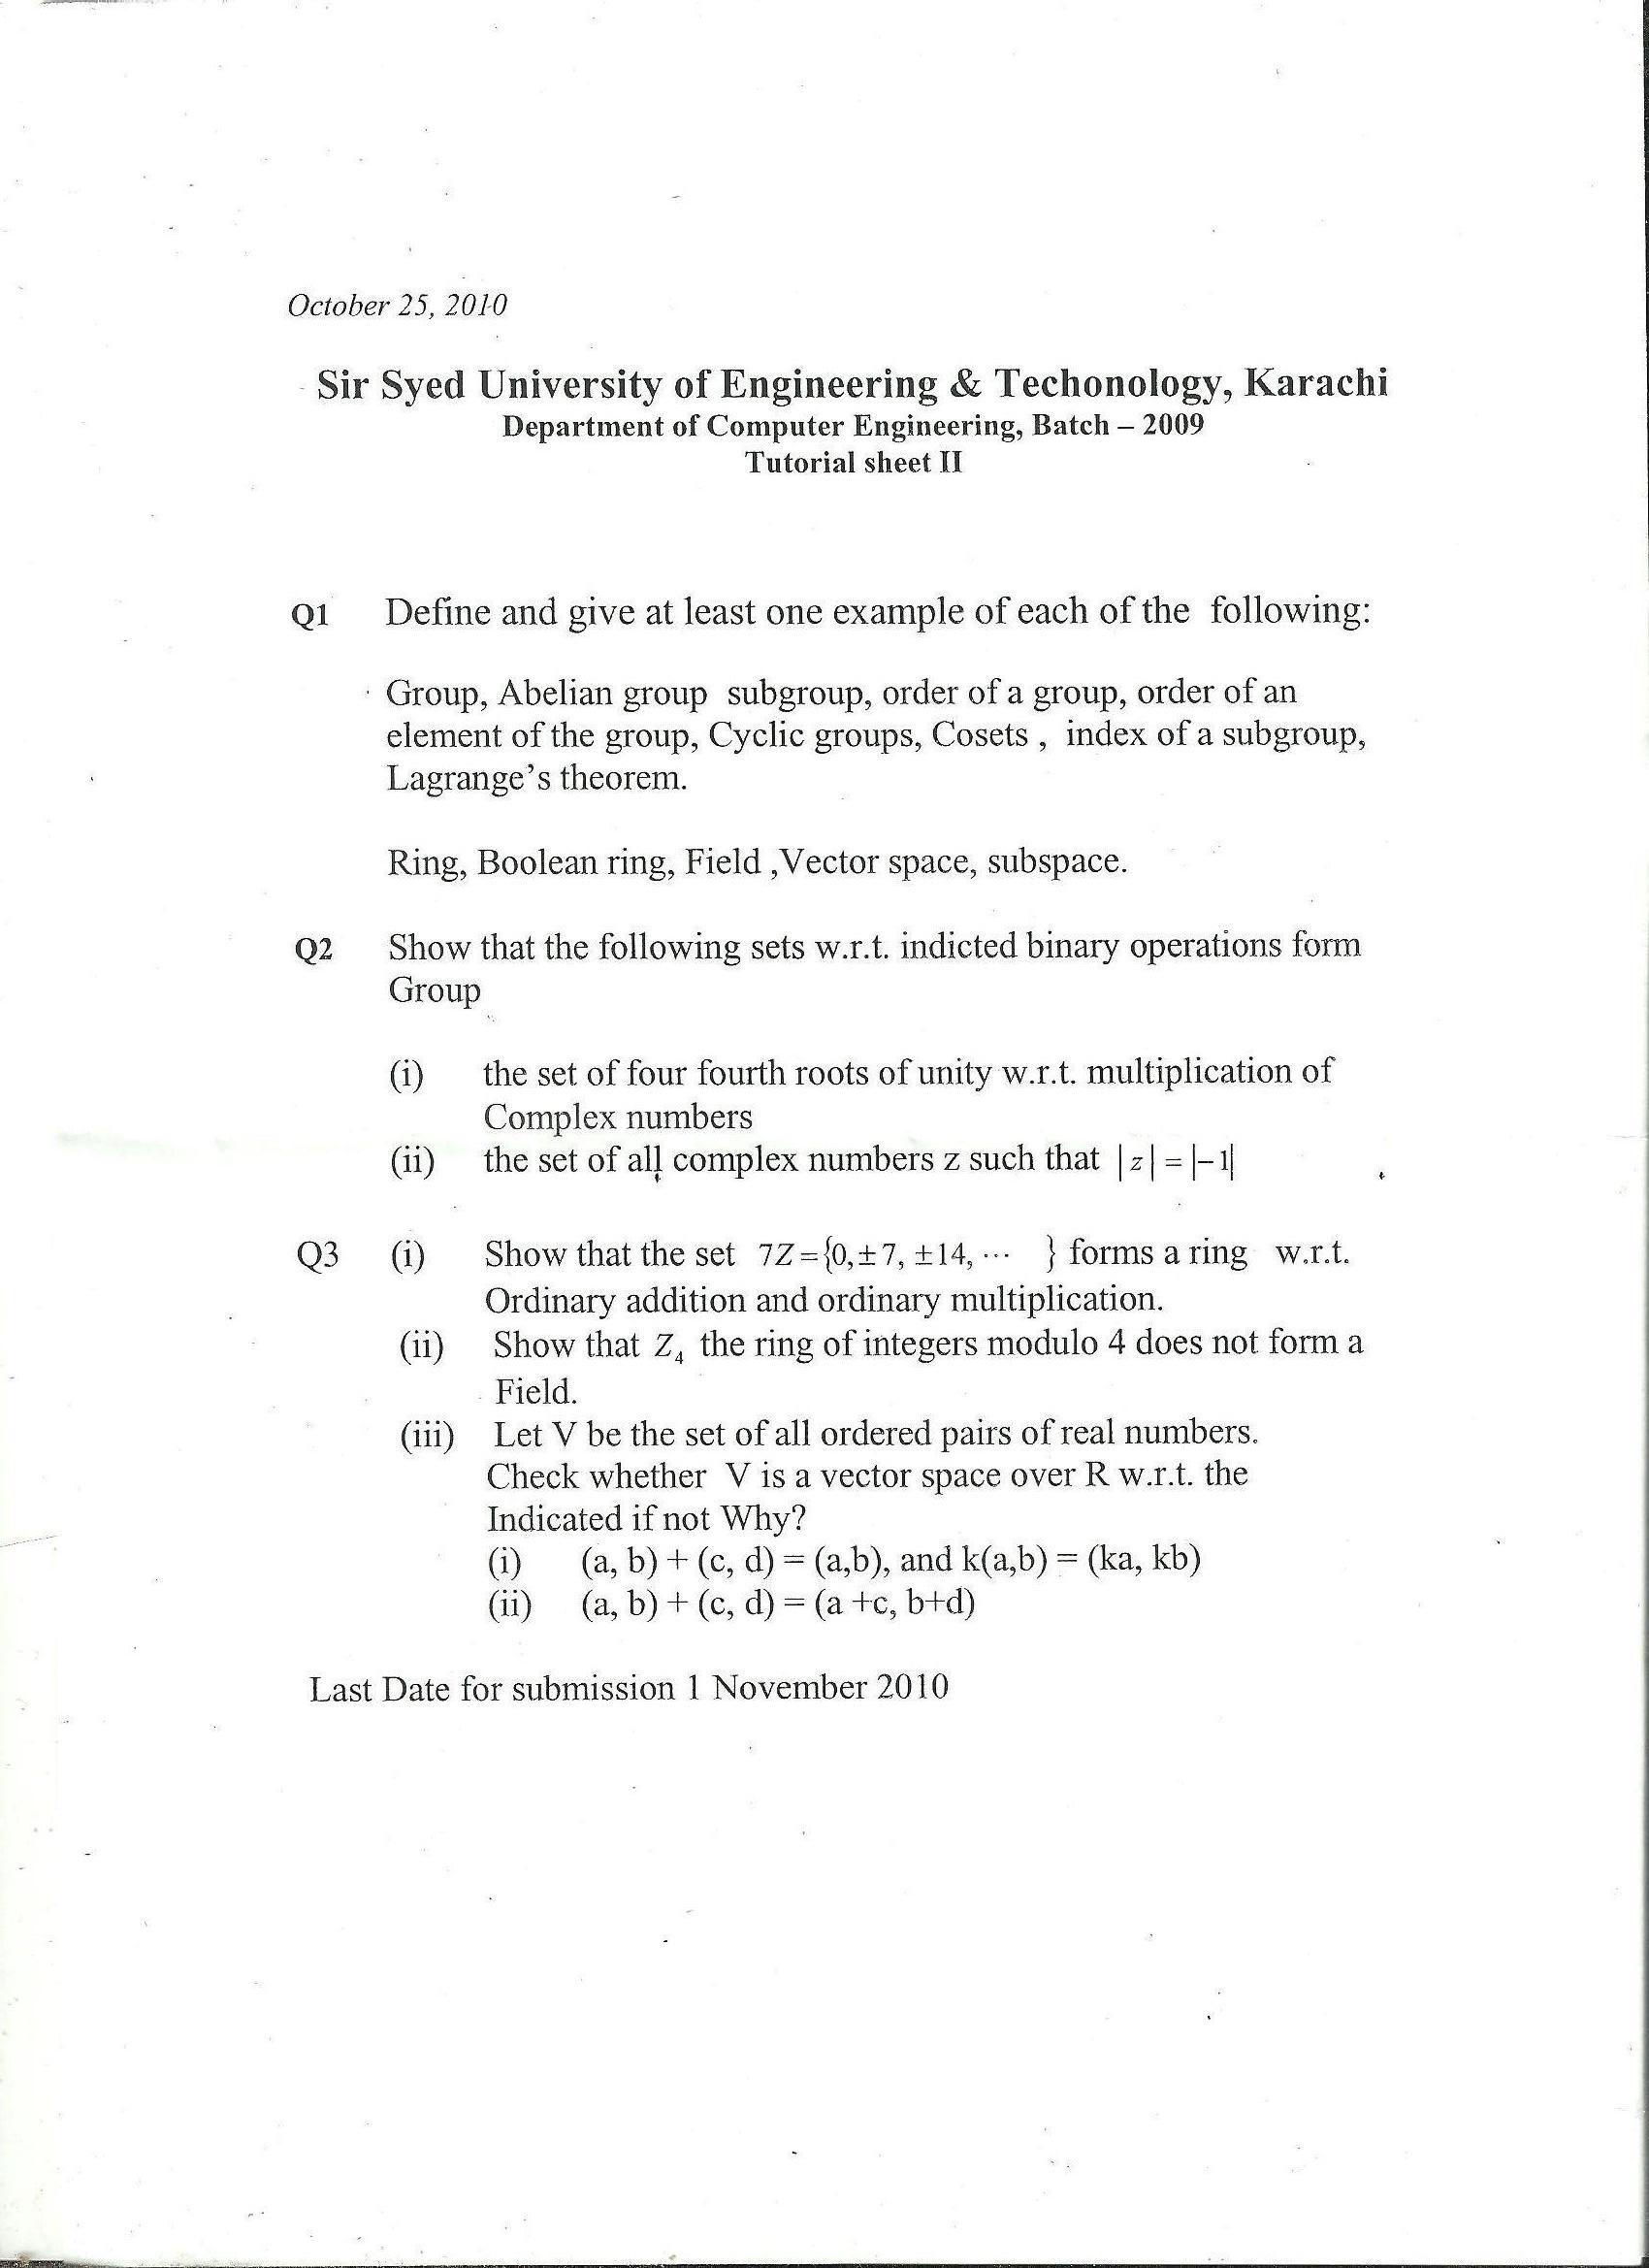 October 25, 2010
Sir Syed University of Engineering & Techonology, Karachi
Department of Computer Engineering, Batch – 2009
Tutorial sheet II
Q1 Define and give at least one example of each of the following:
Group, Abelian group subgroup, order of a group, order of an
element of the group, Cyclic groups, Cosets , index of a subgroup,
Lagrange's theorem.
Ring, Boolean ring, Field ,Vector space, subspace.
Q2 Show that the following sets w.r.t. indicted binary operations form
Group
(i) the set of four fourth roots of unity w.r.t. multiplication of
Complex numbers
(ii) the set of all complex numbers z such that |z| = |−1|
Q3 (i) Show that the set 7Z={0,±7, ±14, ⋯ } forms a ring w.r.t.
Ordinary addition and ordinary multiplication.
(ii) Show that Z₄ the ring of integers modulo 4 does not form a
Field.
(iii) Let V be the set of all ordered pairs of real numbers.
Check whether V is a vector space over R w.r.t. the
Indicated if not Why?
(i) (a, b) + (c, d) = (a,b), and k(a,b) = (ka, kb)
(ii) (a, b) + (c, d) = (a +c, b+d)
Last Date for submission 1 November 2010